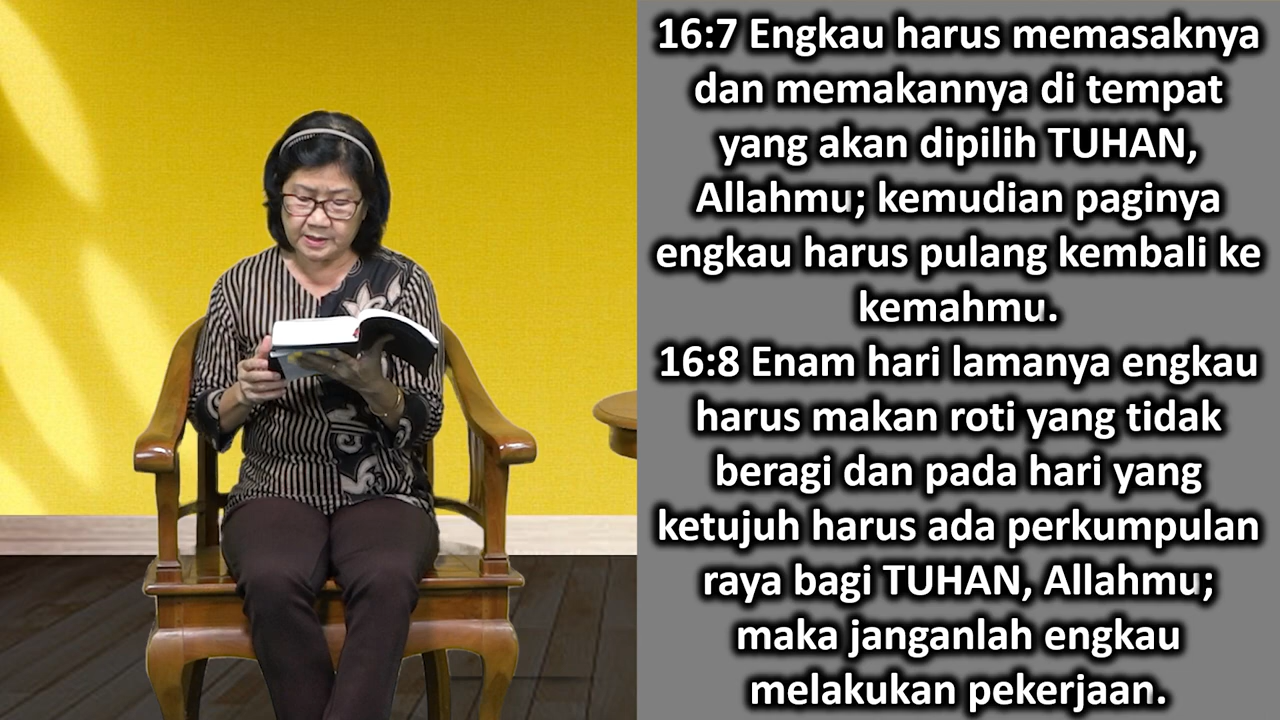 16:7 Engkau harus memasaknya
dan memakannya di tempat
yang akan dipilih TUHAN,
Allahmu; kemudian paginya
engkau harus pulang kembali ke
kemahmu.
16:8 Enam hari lamanya engkau
harus makan roti yang tidak
beragi dan pada hari yang
ketujuh harus ada perkumpulan
raya bagi TUHAN, Allahmu;
maka janganlah engkau
melakukan pekerjaan.